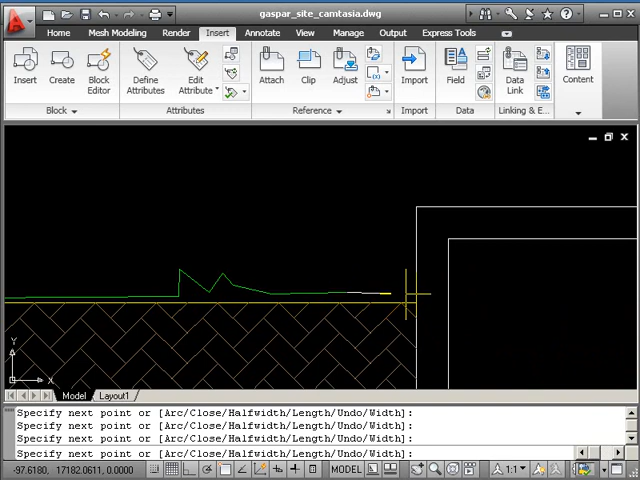 gaspar_site_camtasia.dwg
Home Mesh Modeling Render Insert Annotate View Manage Output Express Tools
Insert Create Block Editor Define Attributes Edit Attribute Attach Clip Adjust Import Field Data Link Content
Block Attributes Reference Import Data Linking & E...
Y
X
Model Layout1
Specify next point or [Arc/Close/Halfwidth/Length/Undo/Width]:
Specify next point or [Arc/Close/Halfwidth/Length/Undo/Width]:
Specify next point or [Arc/Close/Halfwidth/Length/Undo/Width]:
Specify next point or [Arc/Close/Halfwidth/Length/Undo/Width]:
-97.6180, 17182.0611, 0.0000 MODEL 1:1